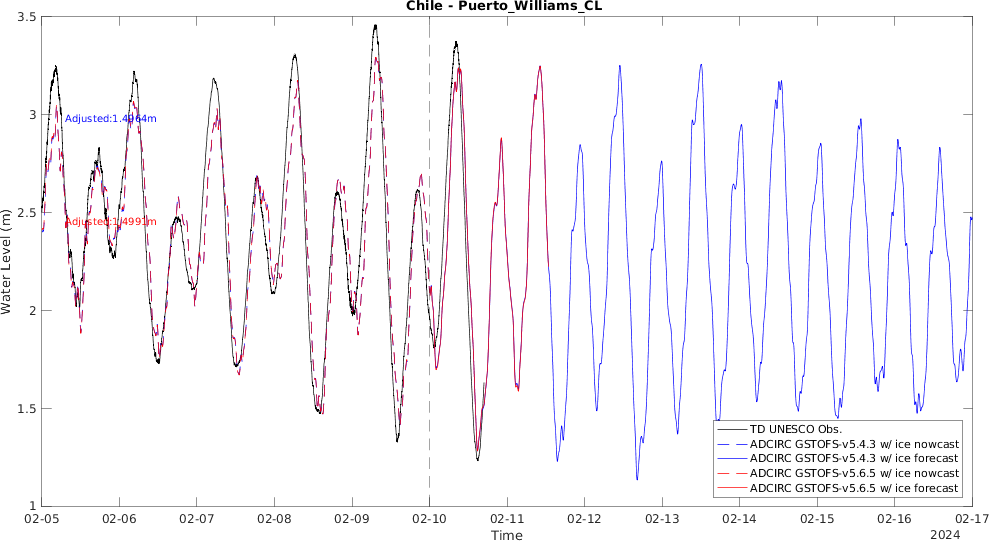 Chile - Puerto_Williams_CL
3.5
3
2.5
2
1.5
1
Water Level (m)
Adjusted:1.4964m
Adjusted:1.4991m
TD UNESCO Obs.
ADCIRC GSTOFS-v5.4.3 w/ ice nowcast
ADCIRC GSTOFS-v5.4.3 w/ ice forecast
ADCIRC GSTOFS-v5.6.5 w/ ice nowcast
ADCIRC GSTOFS-v5.6.5 w/ ice forecast
02-05 02-06 02-07 02-08 02-09 02-10 02-11 02-12 02-13 02-14 02-15 02-16 02-17
Time
2024